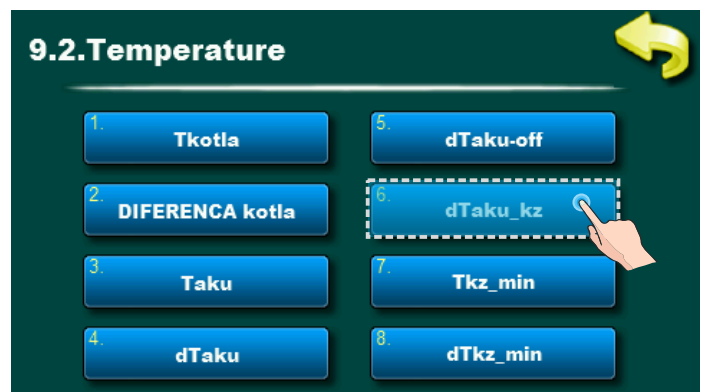 9.2.Temperature
1.
Tkotla
2.
DIFERENCA kotla
3.
Taku
4.
dTaku
5.
dTaku-off
6.
dTaku_kz
7.
Tkz_min
8.
dTkz_min